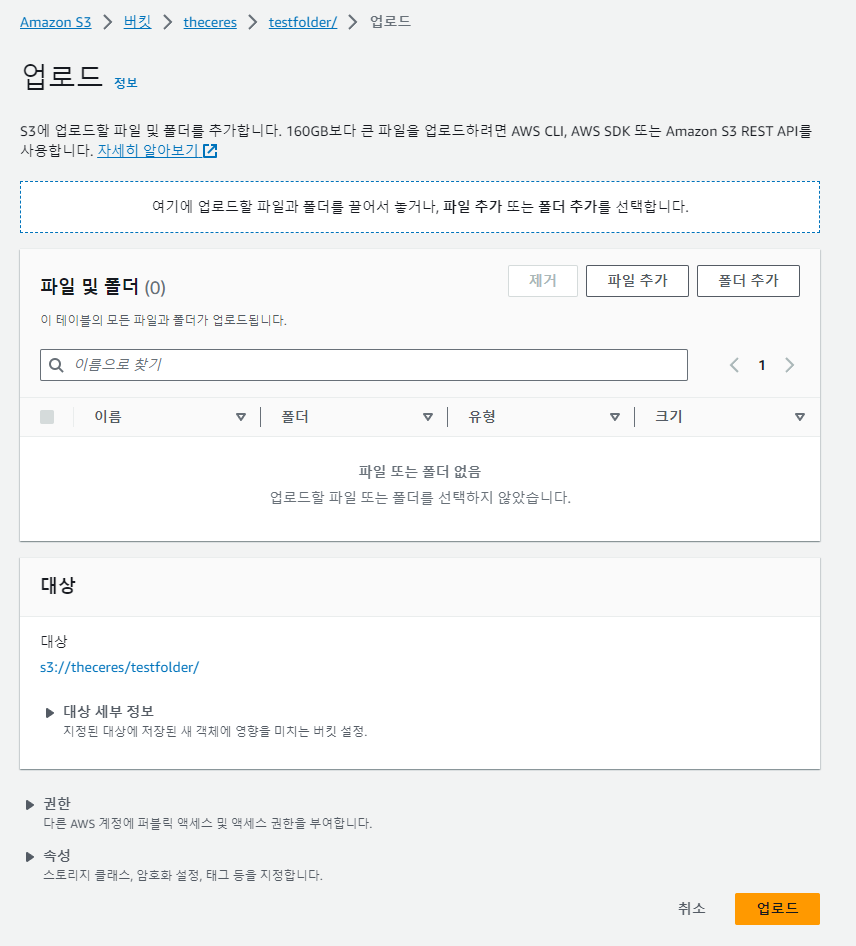 Amazon S3 > 버킷 > theceres > testfolder/ > 업로드
업로드 정보
S3에 업로드할 파일 및 폴더를 추가합니다. 160GB보다 큰 파일을 업로드하려면 AWS CLI, AWS SDK 또는 Amazon S3 REST API를
사용합니다. 자세히 알아보기
여기에 업로드할 파일과 폴더를 끌어서 놓거나, 파일 추가 또는 폴더 추가를 선택합니다.
파일 및 폴더 (0) 제거 파일 추가 폴더 추가
이 테이블의 모든 파일과 폴더가 업로드됩니다.
이름으로 찾기 1
이름 폴더 유형 크기
파일 또는 폴더 없음
업로드할 파일 또는 폴더를 선택하지 않았습니다.
대상
대상
s3://theceres/testfolder/
대상 세부 정보
지정된 대상에 저장된 새 객체에 영향을 미치는 버킷 설정.
권한
다른 AWS 계정에 퍼블릭 액세스 및 액세스 권한을 부여합니다.
속성
스토리지 클래스, 암호화 설정, 태그 등을 지정합니다.
취소 업로드